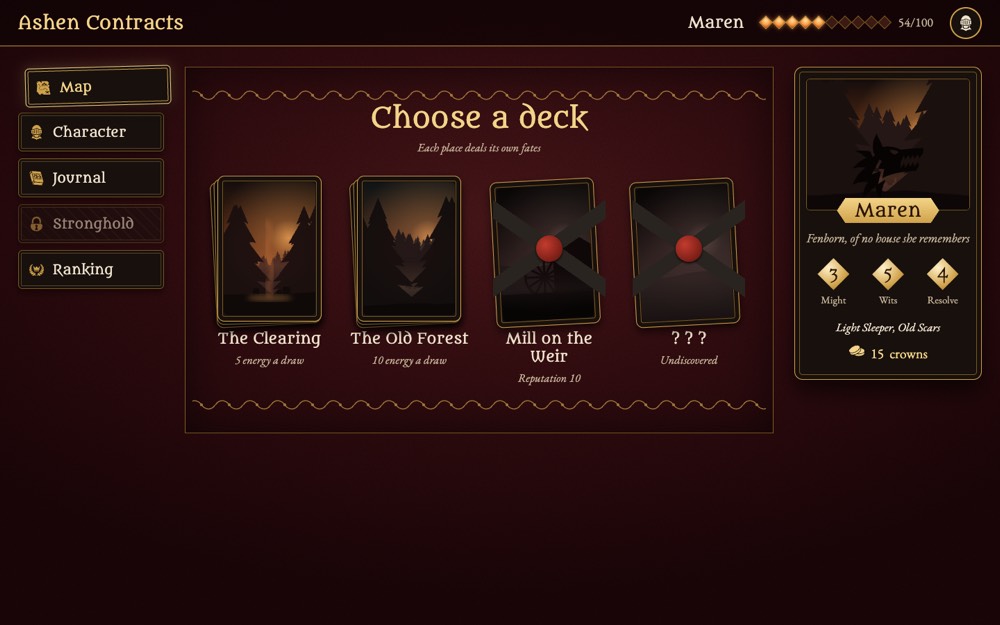 Ashen Contracts
Maren
54/100
Map
Character
Journal
Stronghold
Ranking
Choose a deck
Each place deals its own fates
The Clearing
5 energy a draw
The Old Forest
10 energy a draw
Mill on the
Weir
Reputation 10
? ? ?
Undiscovered
Maren
Fenborn, of no house she remembers
3
5
4
Might
Wits
Resolve
Light Sleeper, Old Scars
15 crowns